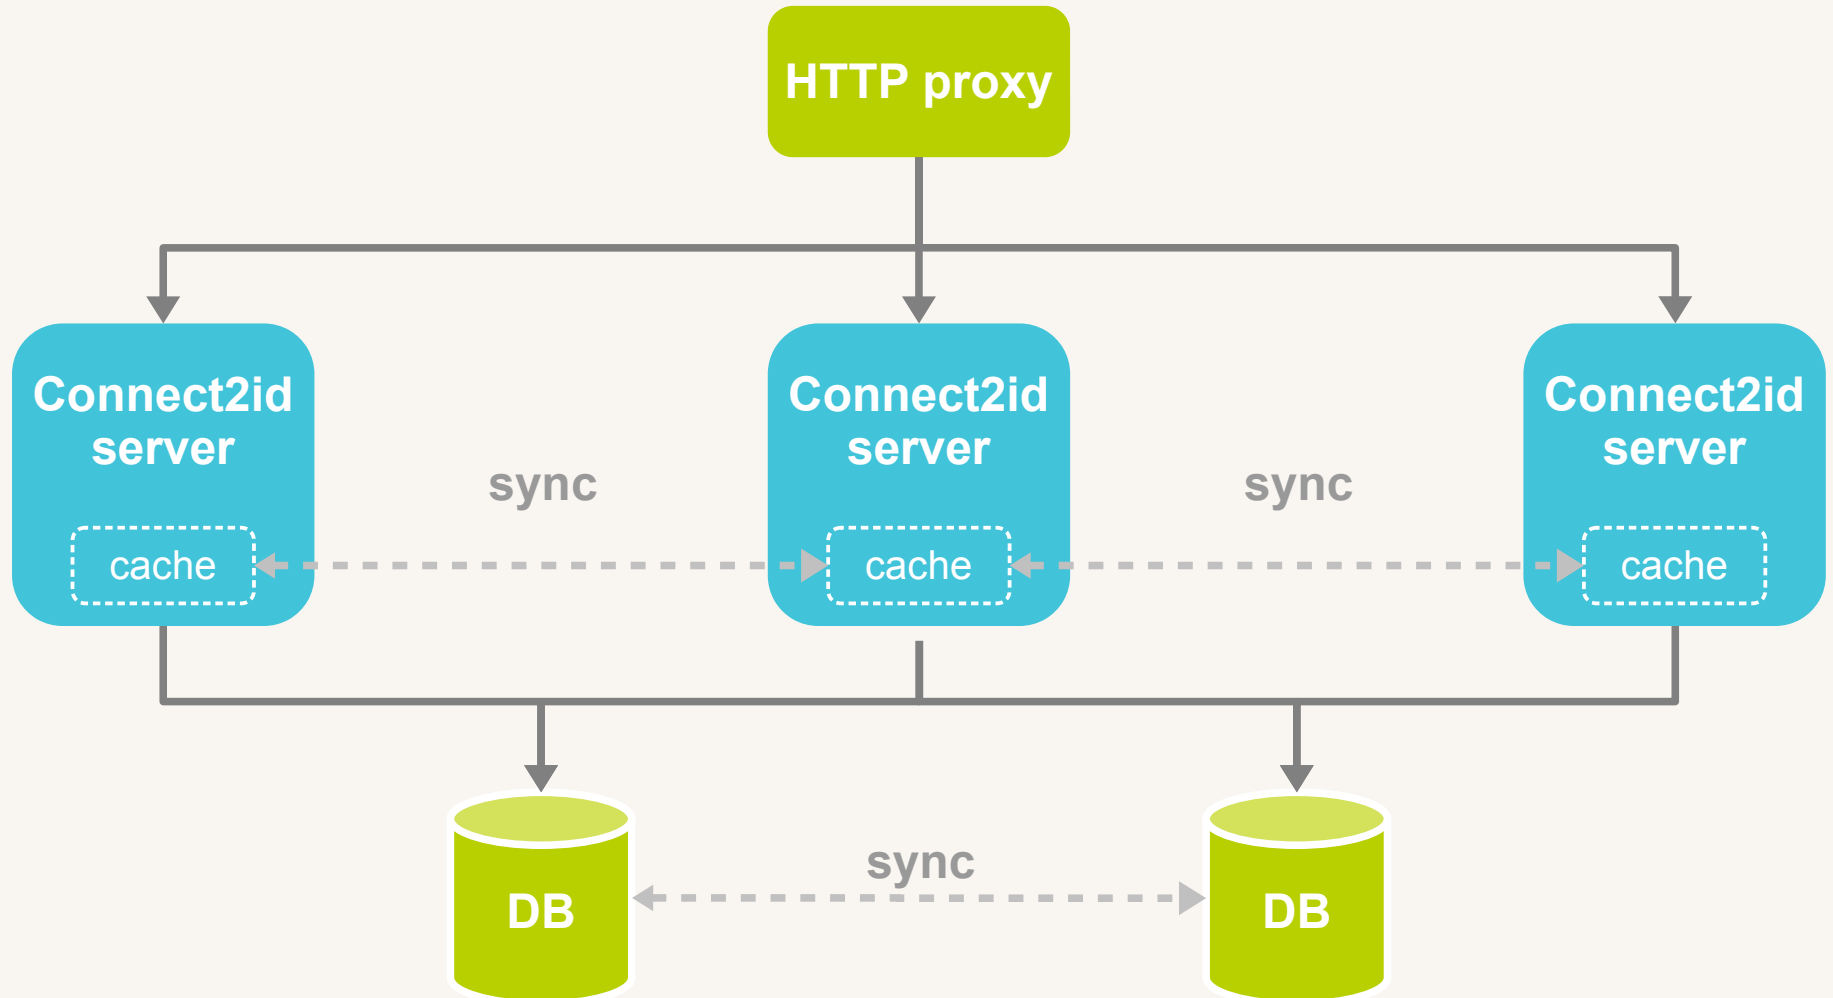 HTTP proxy
Connect2id
server
Connect2id
server
Connect2id
server
sync
sync
cache
cache
cache
sync
DB
DB